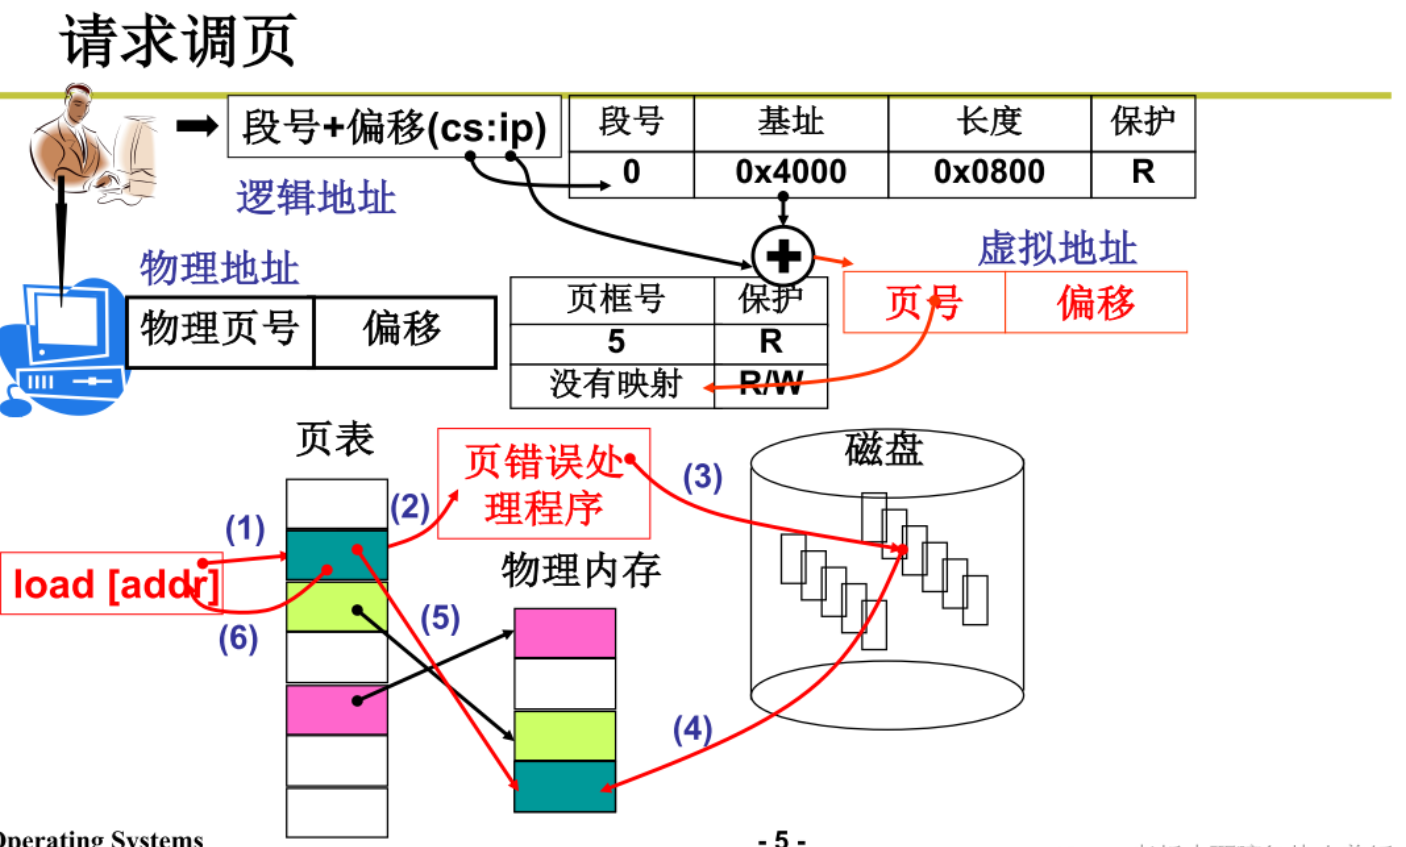 请求调页
段号+偏移(cs:ip)
段号 基址 长度 保护
0 0x4000 0x0800 R
逻辑地址
物理地址
虚拟地址
物理页号 偏移
页框号 保护
5 R
没有映射 R/W
页号 偏移
页表
页错误处
理程序
磁盘
(1)
(2)
(3)
load [addr]
物理内存
(5)
(6)
(4)
Operating Systems
- 5 -